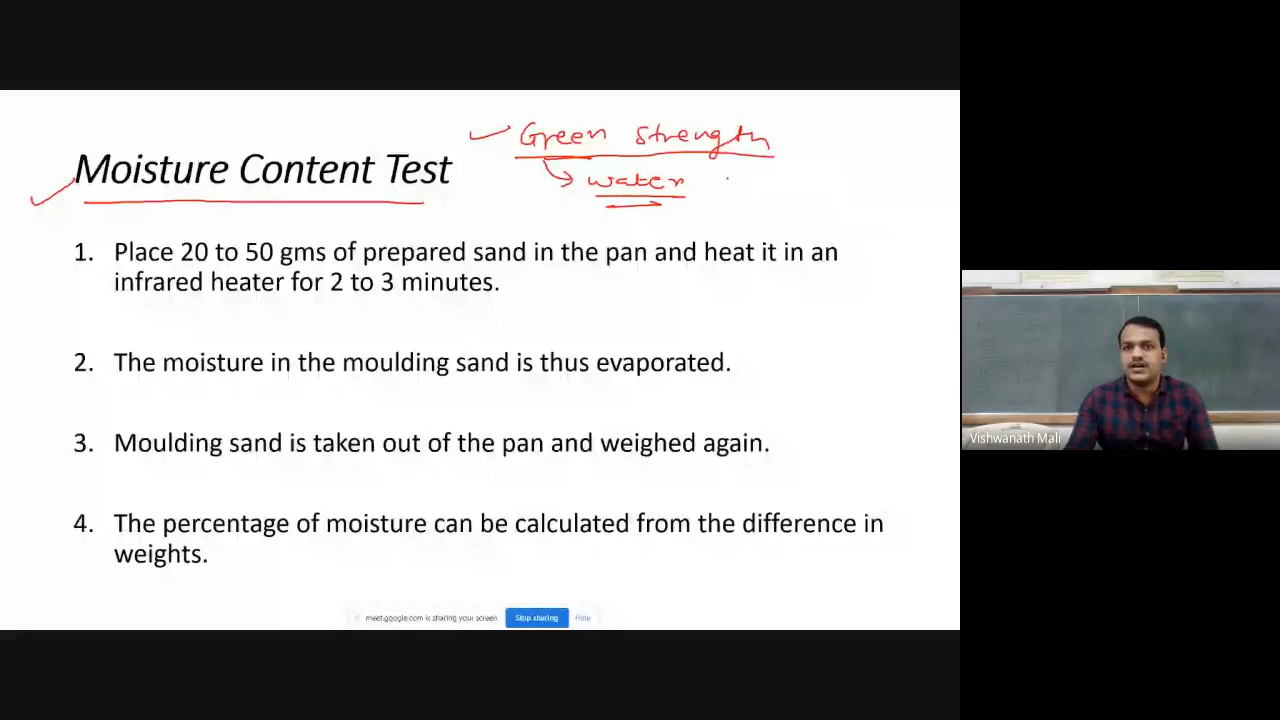 Green Strength
Moisture Content Test
water
1. Place 20 to 50 gms of prepared sand in the pan and heat it in an
infrared heater for 2 to 3 minutes.
2. The moisture in the moulding sand is thus evaporated.
3. Moulding sand is taken out of the pan and weighed again.
4. The percentage of moisture can be calculated from the difference in
weights.
meet.google.com is sharing your screen Stop sharing Hide
Vishwanath Mali